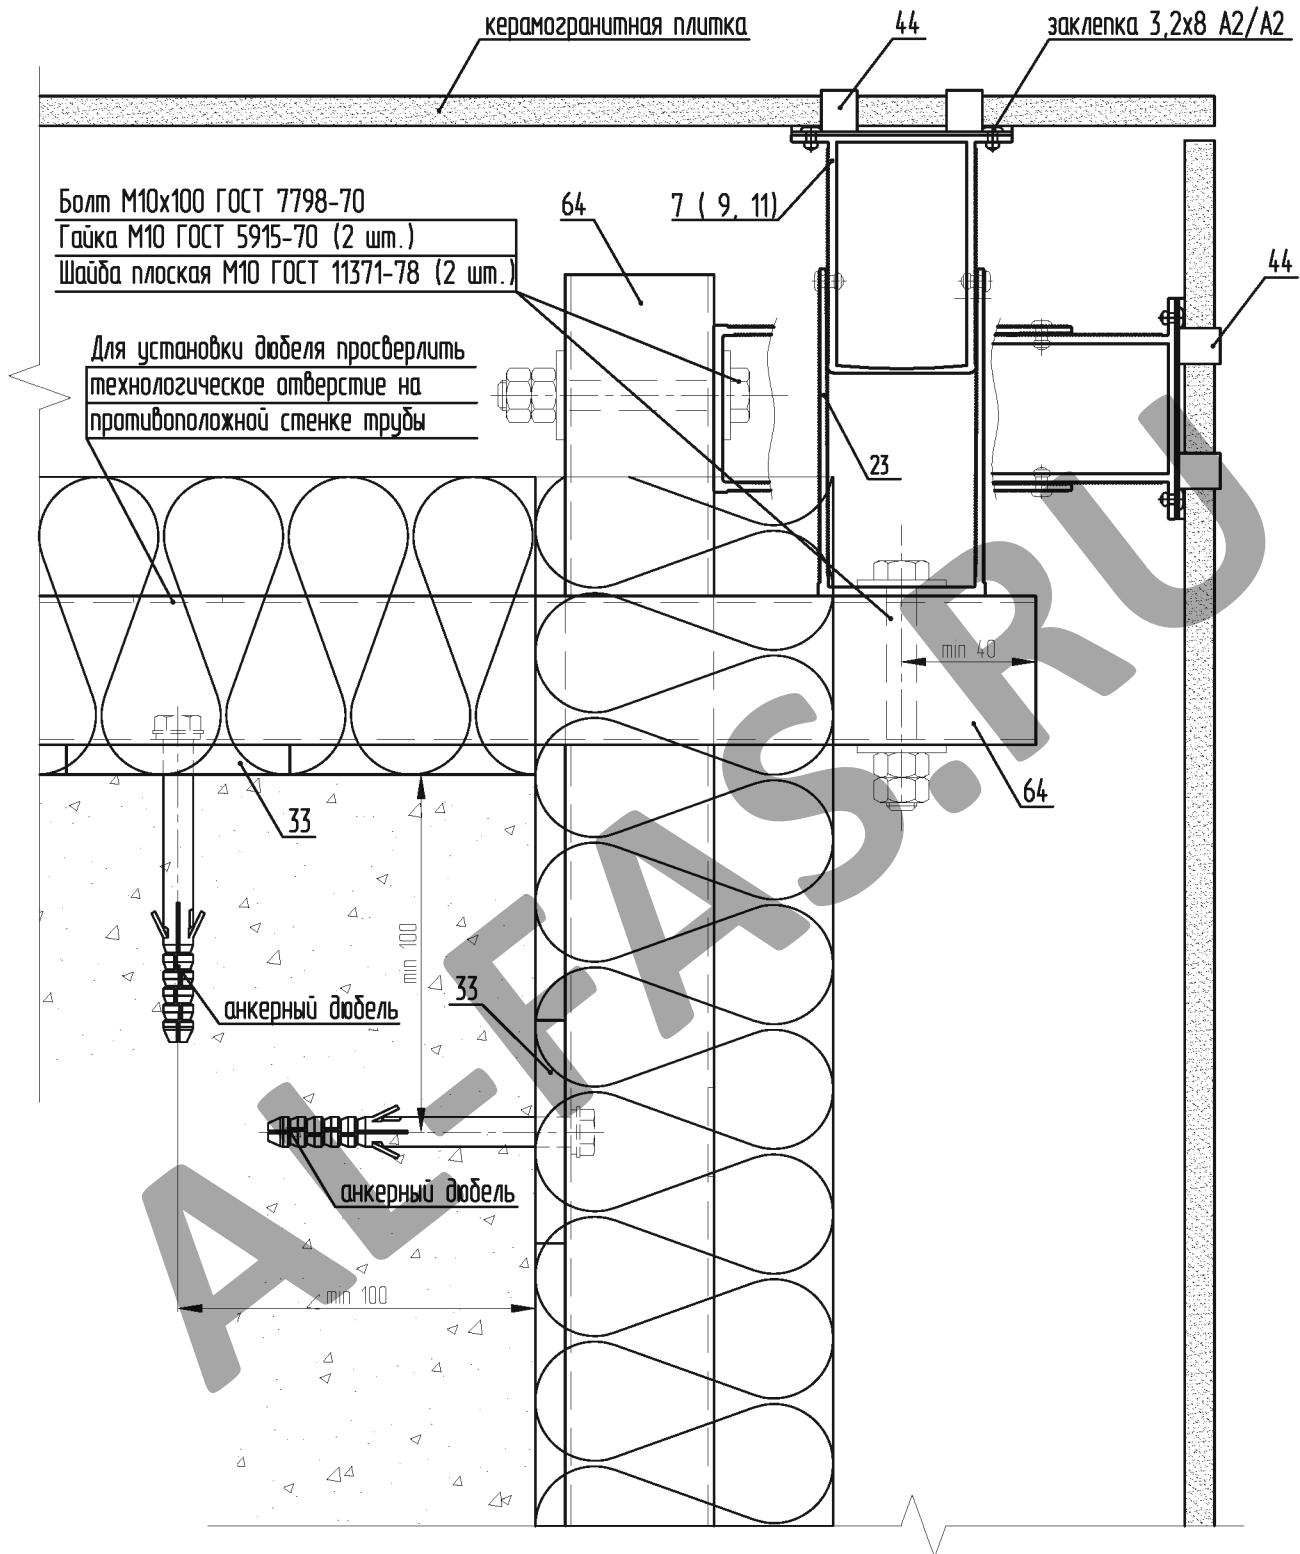 керамогранитная плитка
44
заклепка 3,2х8 А2/А2
Болт М10х100 ГОСТ 7798-70
Гайка М10 ГОСТ 5915-70 (2 шт.)
Шайба плоская М10 ГОСТ 11371-78 (2 шт.)
64
7 ( 9, 11)
44
Для установки дюбеля просверлить
технологическое отверстие на
противоположной стенке трубы
23
min 40
64
33
min 100
33
анкерный дюбель
анкерный дюбель
min 100
AL-FAS.RU